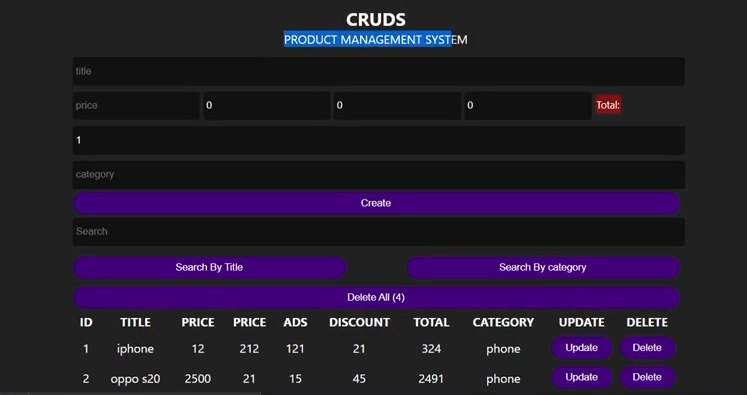 CRUDS
PRODUCT MANAGEMENT SYSTEM
title
price 0 0 0 Total:
1
category
Create
Search
Search By Title Search By category
Delete All (4)
ID TITLE PRICE PRICE ADS DISCOUNT TOTAL CATEGORY UPDATE DELETE
1 iphone 12 212 121 21 324 phone Update Delete
2 oppo s20 2500 21 15 45 2491 phone Update Delete